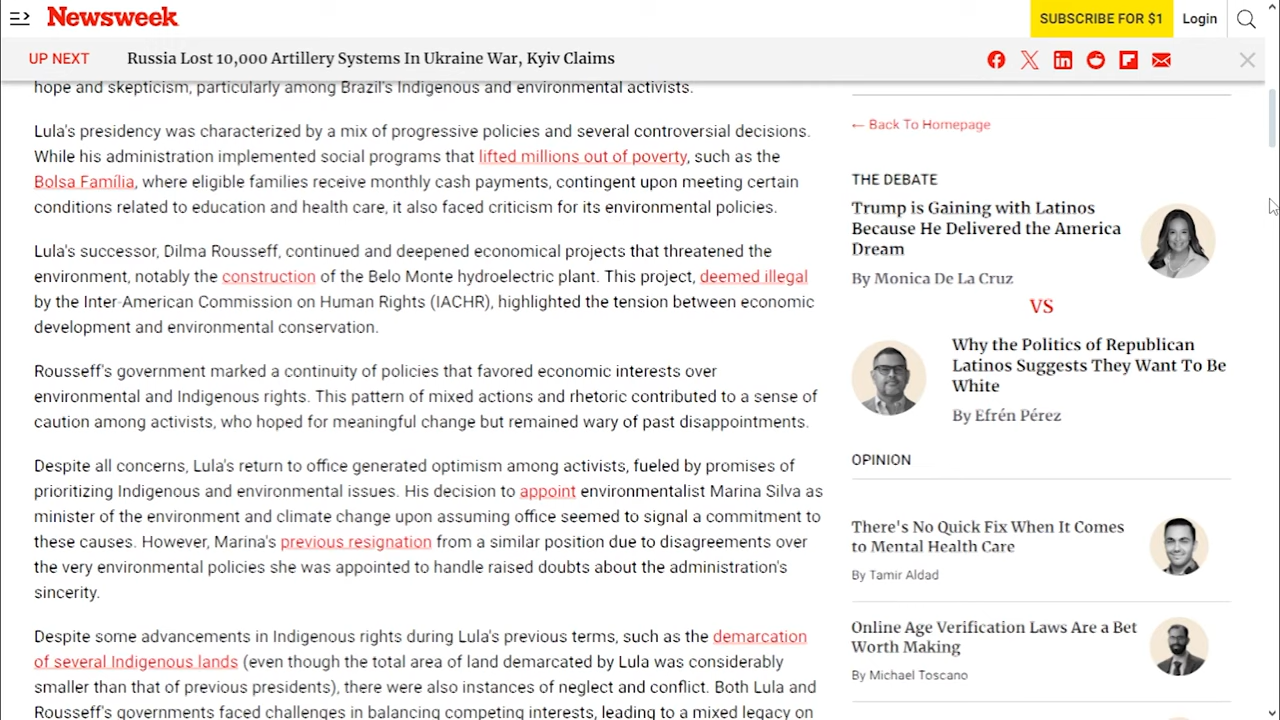 Newsweek
SUBSCRIBE FOR $1
Login
UP NEXT
Russia Lost 10,000 Artillery Systems In Ukraine War, Kyiv Claims
hope and skepticism, particularly among Brazil's Indigenous and environmental activists.
Lula's presidency was characterized by a mix of progressive policies and several controversial decisions.
While his administration implemented social programs that lifted millions out of poverty, such as the
Bolsa Família, where eligible families receive monthly cash payments, contingent upon meeting certain
conditions related to education and health care, it also faced criticism for its environmental policies.
Lula's successor, Dilma Rousseff, continued and deepened economical projects that threatened the
environment, notably the construction of the Belo Monte hydroelectric plant. This project, deemed illegal
by the Inter-American Commission on Human Rights (IACHR), highlighted the tension between economic
development and environmental conservation.
Rousseff's government marked a continuity of policies that favored economic interests over
environmental and Indigenous rights. This pattern of mixed actions and rhetoric contributed to a sense of
caution among activists, who hoped for meaningful change but remained wary of past disappointments.
Despite all concerns, Lula's return to office generated optimism among activists, fueled by promises of
prioritizing Indigenous and environmental issues. His decision to appoint environmentalist Marina Silva as
minister of the environment and climate change upon assuming office seemed to signal a commitment to
these causes. However, Marina's previous resignation from a similar position due to disagreements over
the very environmental policies she was appointed to handle raised doubts about the administration's
sincerity.
Despite some advancements in Indigenous rights during Lula's previous terms, such as the demarcation
of several Indigenous lands (even though the total area of land demarcated by Lula was considerably
smaller than that of previous presidents), there were also instances of neglect and conflict. Both Lula and
Rousseff's governments faced challenges in balancing competing interests, leading to a mixed legacy on
← Back To Homepage
THE DEBATE
Trump is Gaining with Latinos
Because He Delivered the America
Dream
By Monica De La Cruz
VS
Why the Politics of Republican
Latinos Suggests They Want To Be
White
By Efrén Pérez
OPINION
There's No Quick Fix When It Comes
to Mental Health Care
By Tamir Aldad
Online Age Verification Laws Are a Bet
Worth Making
By Michael Toscano